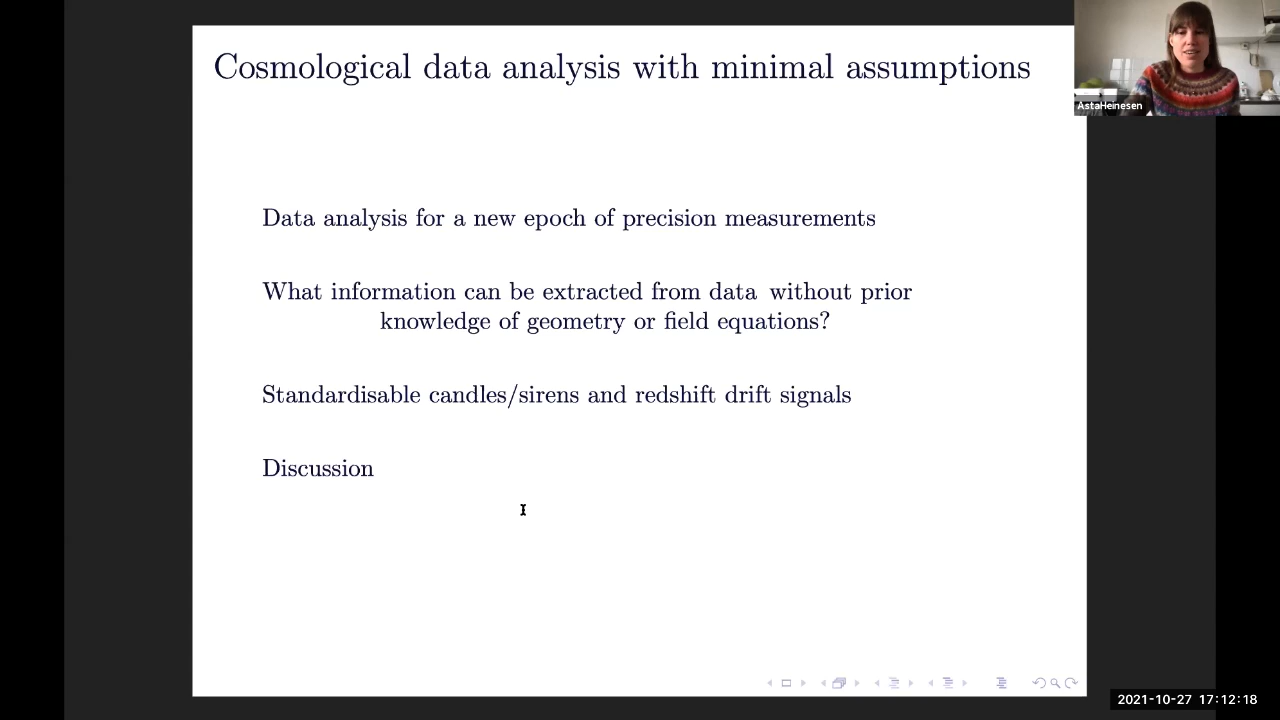 Cosmological data analysis with minimal assumptions
AstaHeinesen
Data analysis for a new epoch of precision measurements
What information can be extracted from data without prior
knowledge of geometry or field equations?
Standardisable candles/sirens and redshift drift signals
Discussion
2021-10-27 17:12:18